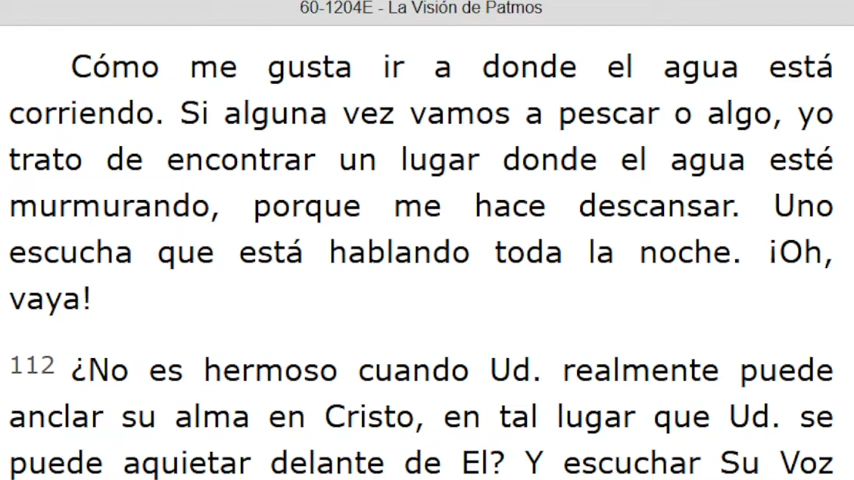 60-1204E - La Visión de Patmos
Cómo me gusta ir a donde el agua está
corriendo. Si alguna vez vamos a pescar o algo, yo
trato de encontrar un lugar donde el agua esté
murmurando, porque me hace descansar. Uno
escucha que está hablando toda la noche. ¡Oh,
vaya!
112 ¿No es hermoso cuando Ud. realmente puede
anclar su alma en Cristo, en tal lugar que Ud. se
puede aquietar delante de El? Y escuchar Su Voz